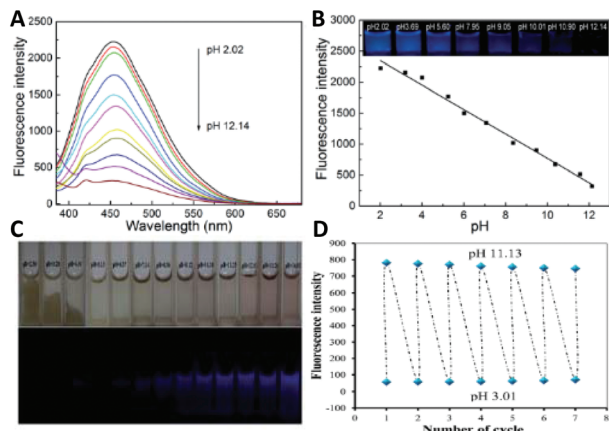 A
2500
2000
1500
1000
500
0
Fluorescence intensity
pH 2.02
pH 12.14
400 450 500 550 600 650
Wavelength (nm)
B
3000
2500
2000
1500
1000
500
0
Fluorescence intensity
pH2.02 pH3.69 pH 5.60 pH 7.95 pH 9.05 pH 10.01 pH 10.90 pH 12.14
2 4 6 8 10 12
pH
C
D
900
800
700
600
500
400
300
200
100
0
-100
Fluorescence intensity
pH 11.13
pH 3.01
0 1 2 3 4 5 6 7 8
Number of cycle